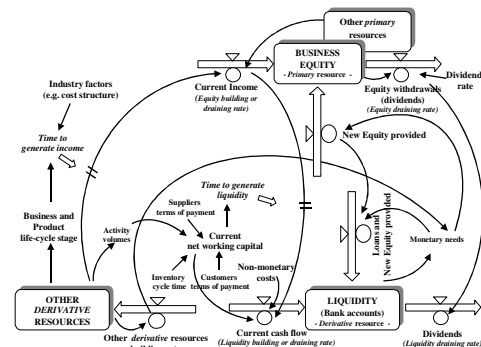 Other primary
resources
BUSINESS
EQUITY
- Primary resource -
Industry factors
(e.g. cost structure)
Current Income
(Equity building or
draining rate)
Equity withdrawals
(dividends)
(Equity draining rate)
Dividend
rate
Time to
generate income
New Equity provided
Time to generate
liquidity
Suppliers
terms of payment
Business and
Product
life-cycle stage
Activity
volumes
Current
net working capital
Loans and
New Equity provided
Monetary needs
Inventory
cycle time
Customers
terms of payment
Non-monetary
costs
OTHER
DERIVATIVE
RESOURCES
LIQUIDITY
(Bank accounts)
- Derivative resource -
Other derivative resources
Current cash flow
(Liquidity building or draining rate)
Dividends
(Liquidity draining rate)